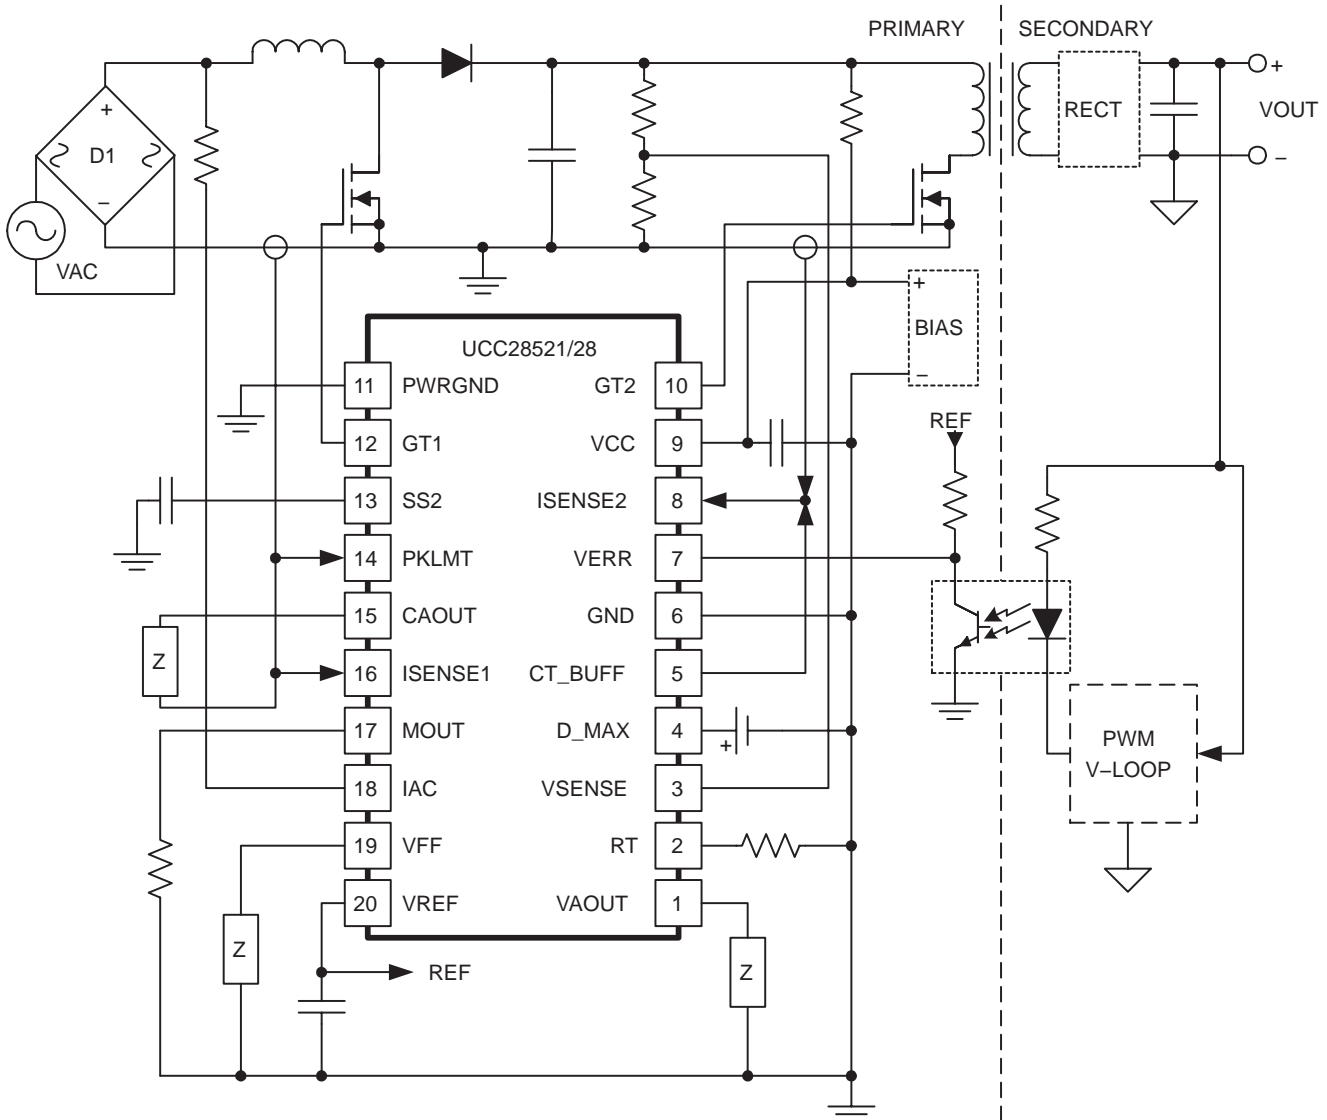 PRIMARY
SECONDARY
+
RECT
VOUT
−
+
D1
−
VAC
+
BIAS
−
UCC28521/28
11 PWRGND
GT2 10
12 GT1
VCC 9
REF
13 SS2
ISENSE2 8
14 PKLMT
VERR 7
15 CAOUT
GND 6
Z
16 ISENSE1
CT_BUFF 5
17 MOUT
D_MAX 4
+
PWM
V−LOOP
18 IAC
VSENSE 3
19 VFF
RT 2
20 VREF
VAOUT 1
Z
Z
REF